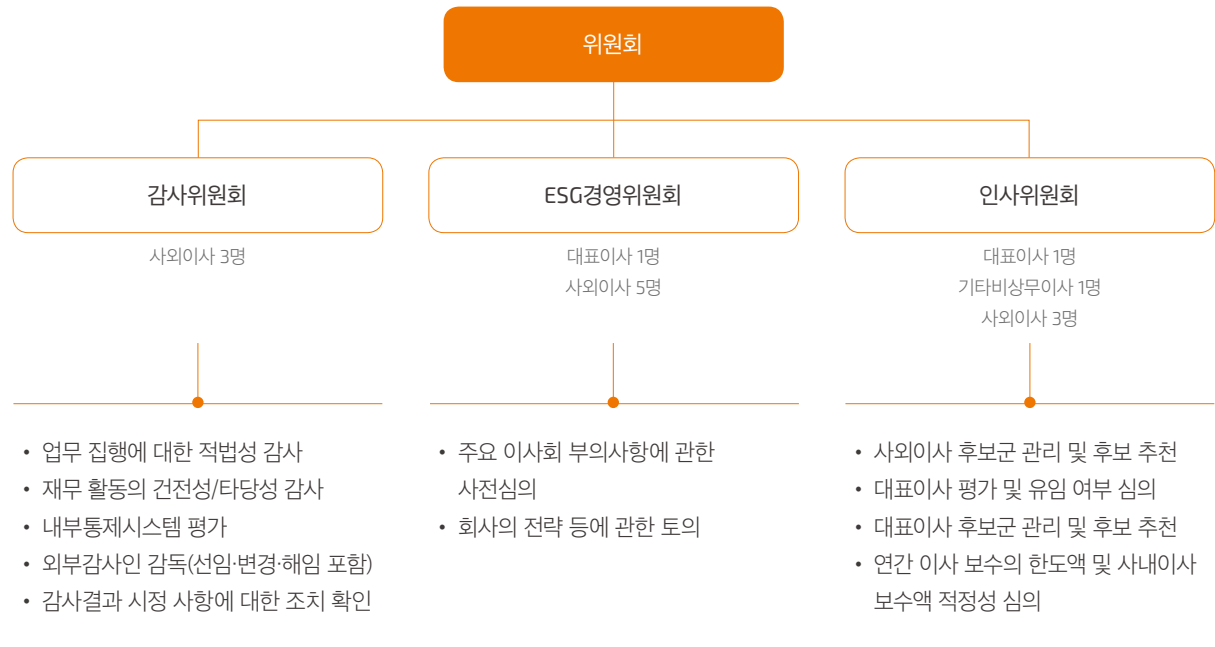 위원회
감사위원회
사외이사 3명
• 업무 집행에 대한 적법성 감사
• 재무 활동의 건전성/타당성 감사
• 내부통제시스템 평가
• 외부감사인 감독(선임·변경·해임 포함)
• 감사결과 시정 사항에 대한 조치 확인
ESG경영위원회
대표이사 1명
사외이사 5명
• 주요 이사회 부의사항에 관한
사전심의
• 회사의 전략 등에 관한 토의
인사위원회
대표이사 1명
기타비상무이사 1명
사외이사 3명
• 사외이사 후보군 관리 및 후보 추천
• 대표이사 평가 및 유임 여부 심의
• 대표이사 후보군 관리 및 후보 추천
• 연간 이사 보수의 한도액 및 사내이사
보수액 적정성 심의